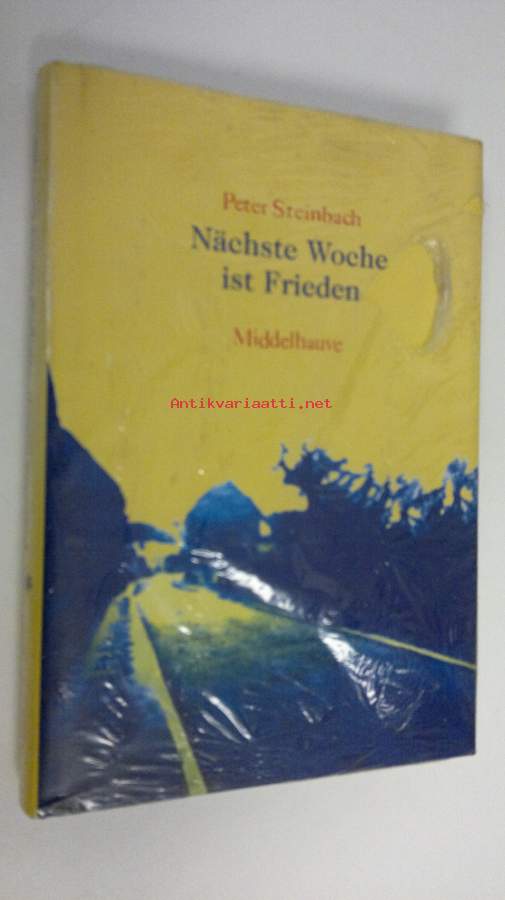 Peter Steinbach
Nächste Woche
ist Frieden
Middelhauve
Antikvariaatti.net